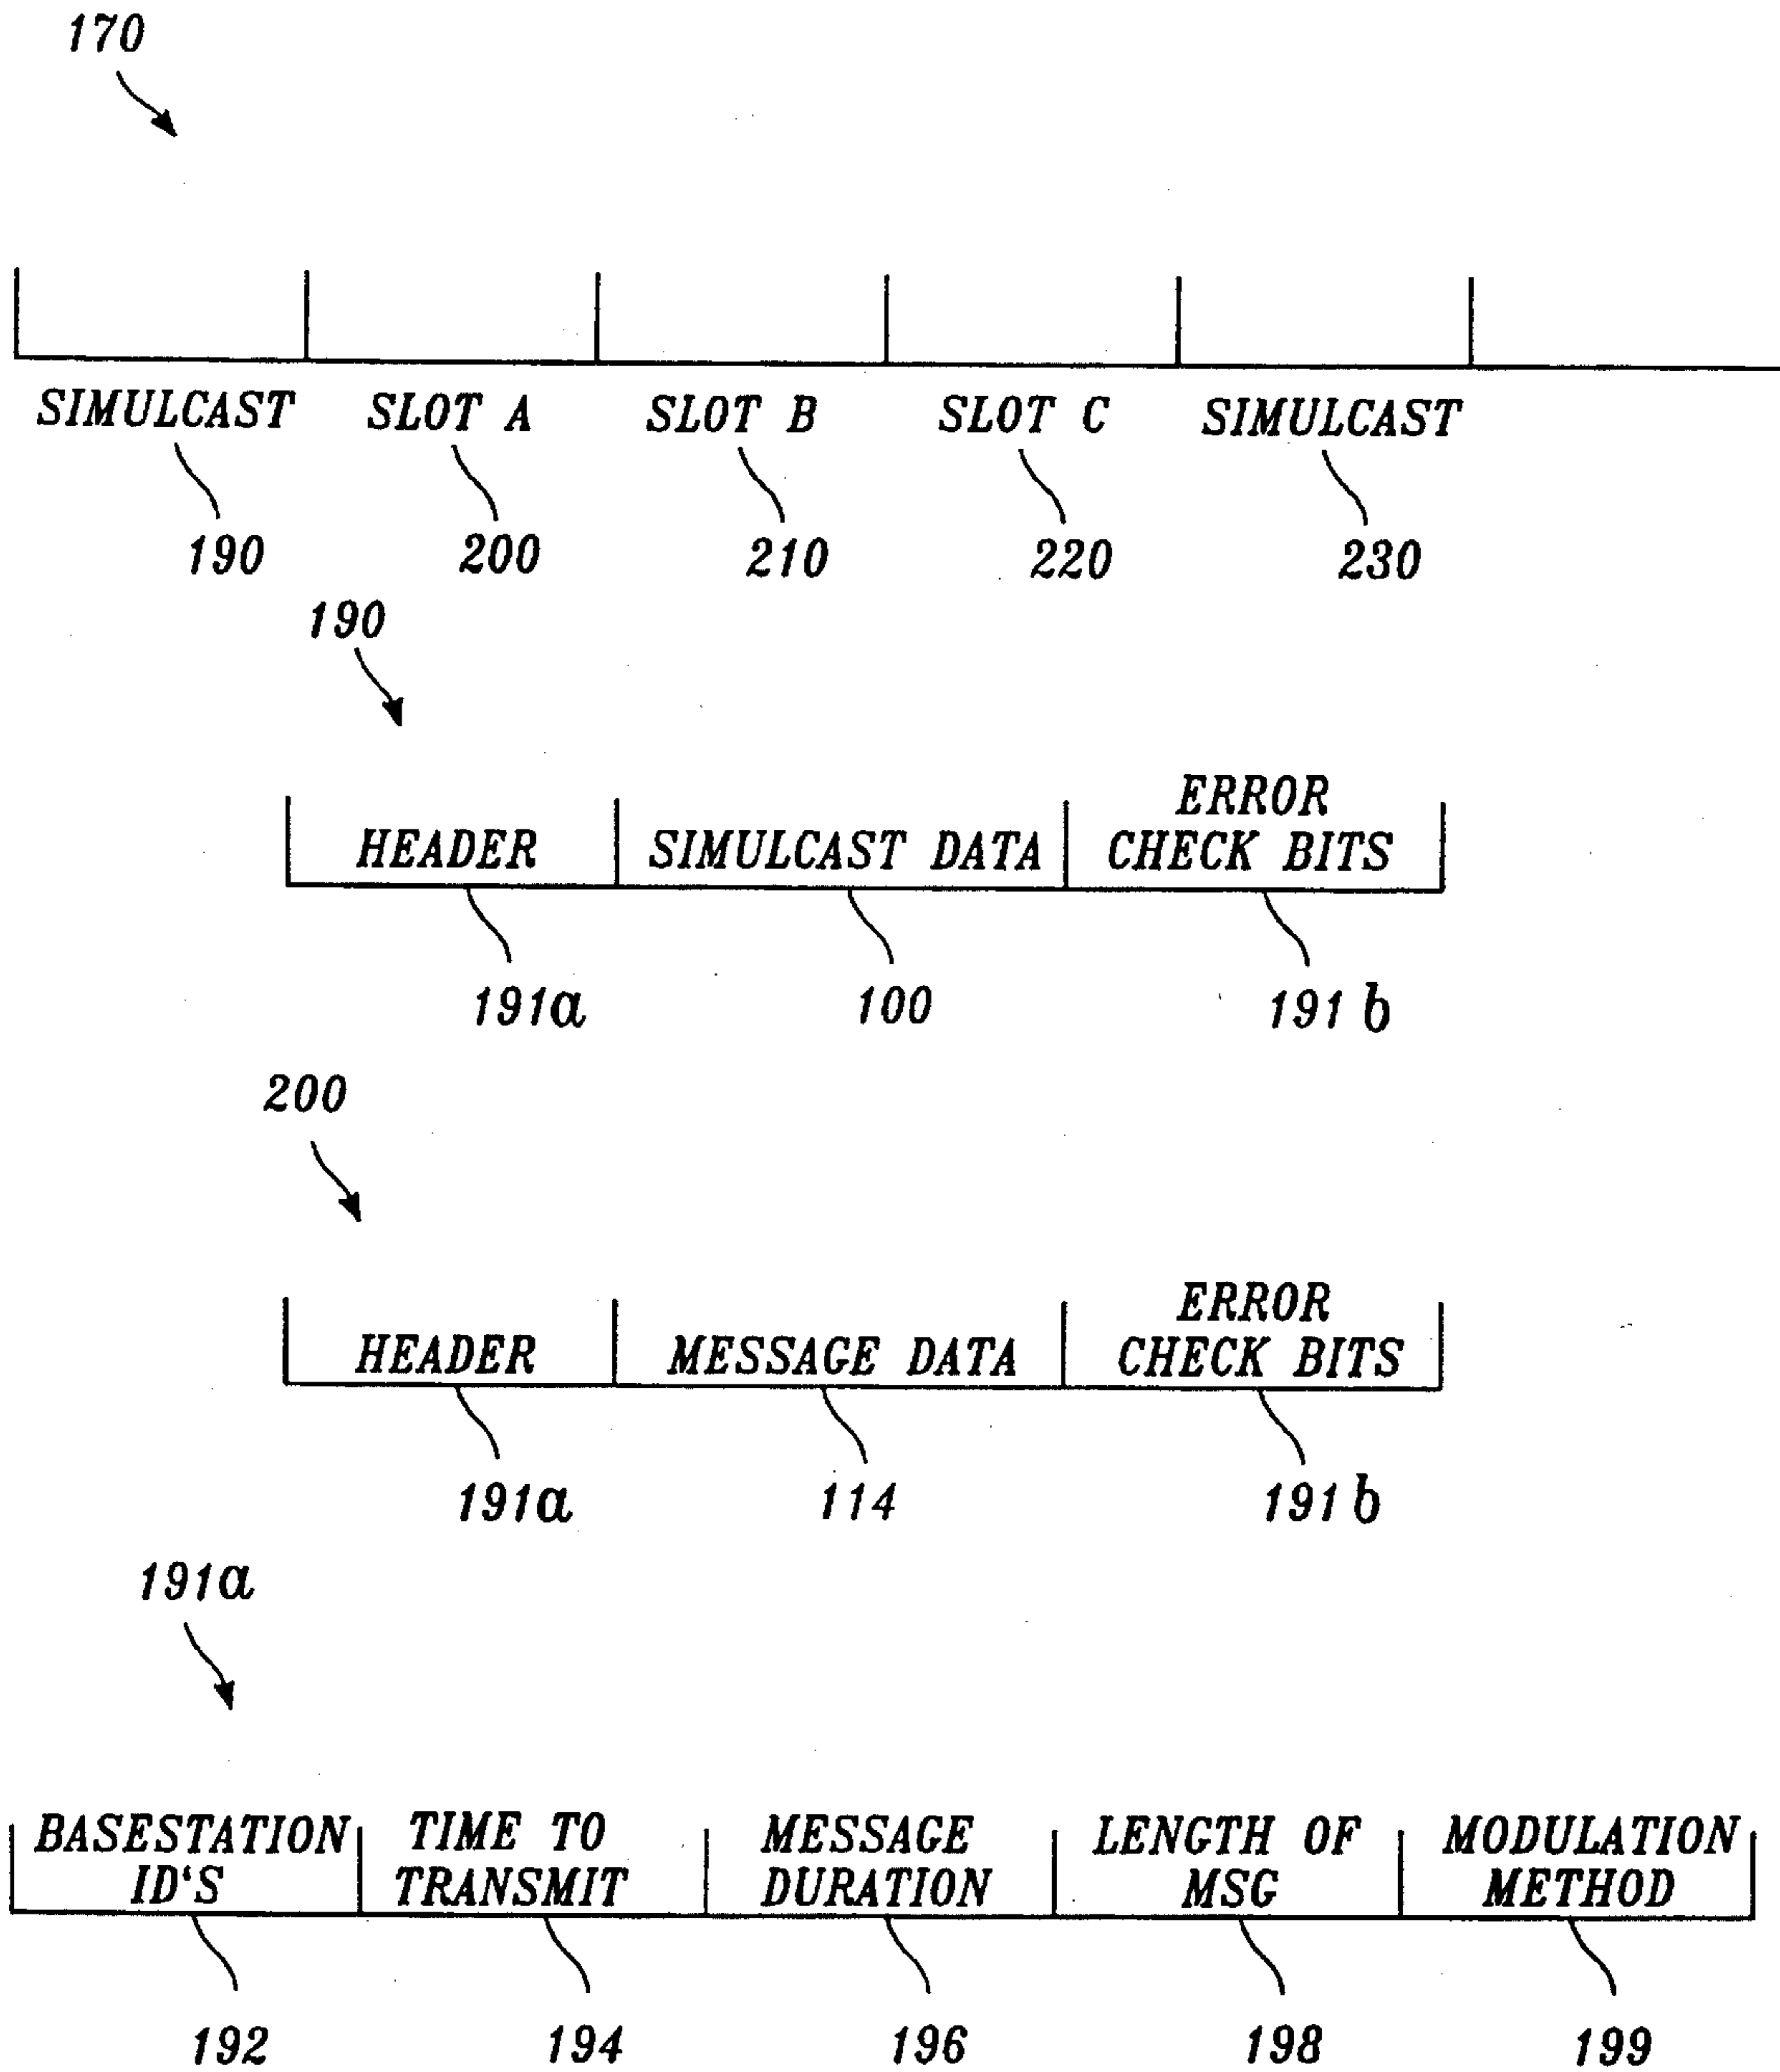 170
SIMULCAST SLOT A SLOT B SLOT C SIMULCAST
190 200 210 220 230
190
HEADER SIMULCAST DATA ERROR CHECK BITS
191a 100 191b
200
HEADER MESSAGE DATA ERROR CHECK BITS
191a 114 191b
191a
BASESTATION TIME TO MESSAGE LENGTH OF MODULATION
ID'S TRANSMIT DURATION MSG METHOD
192 194 196 198 199